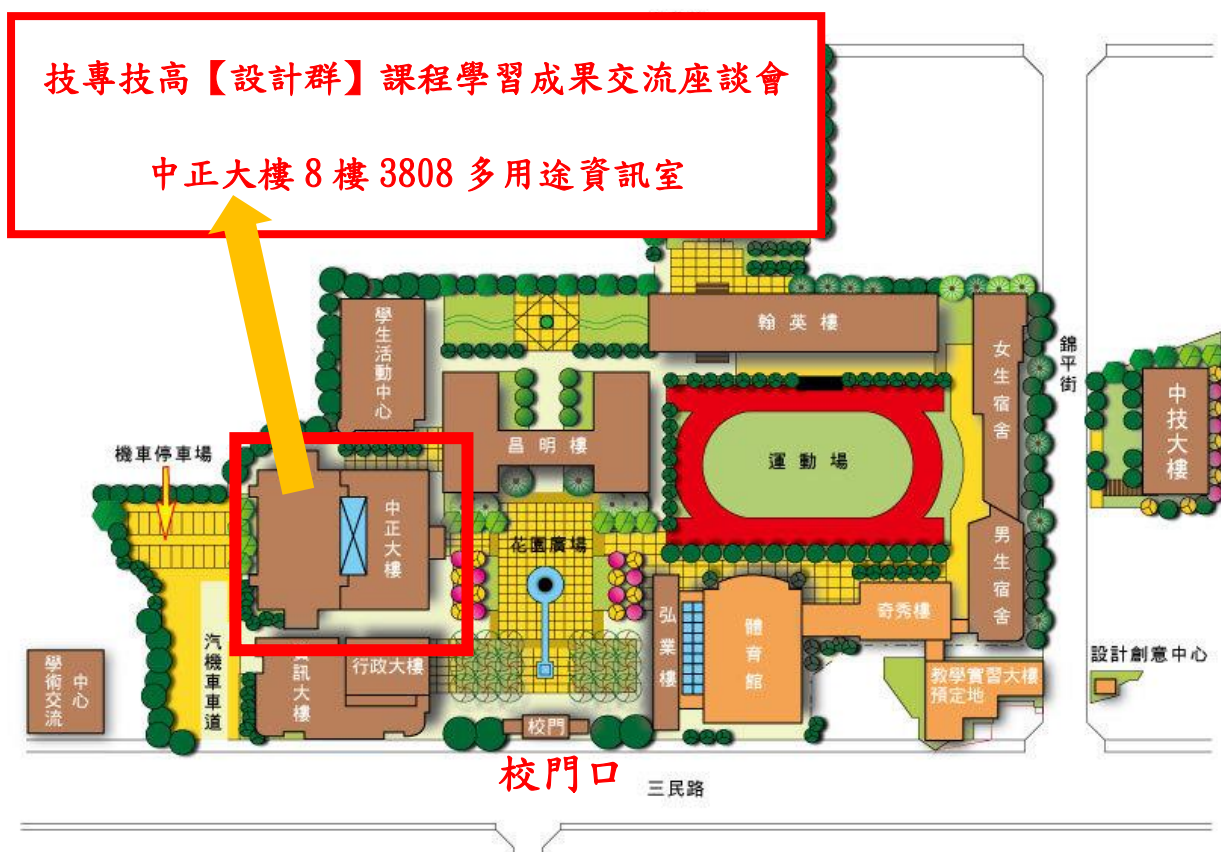 技專技高【設計群】課程學習成果交流座談會
中正大樓 8 樓 3808 多用途資訊室
學生活動中心
翰英樓
女生宿舍
錦平街
中技大樓
昌明樓
運動場
機車停車場
中正大樓
花園廣場
男生宿舍
弘業樓
體育館
奇秀樓
汽機車車道
資訊大樓
行政大樓
學術交流
中心
教學實習大樓
預定地
設計創意中心
校門
校門口
三民路